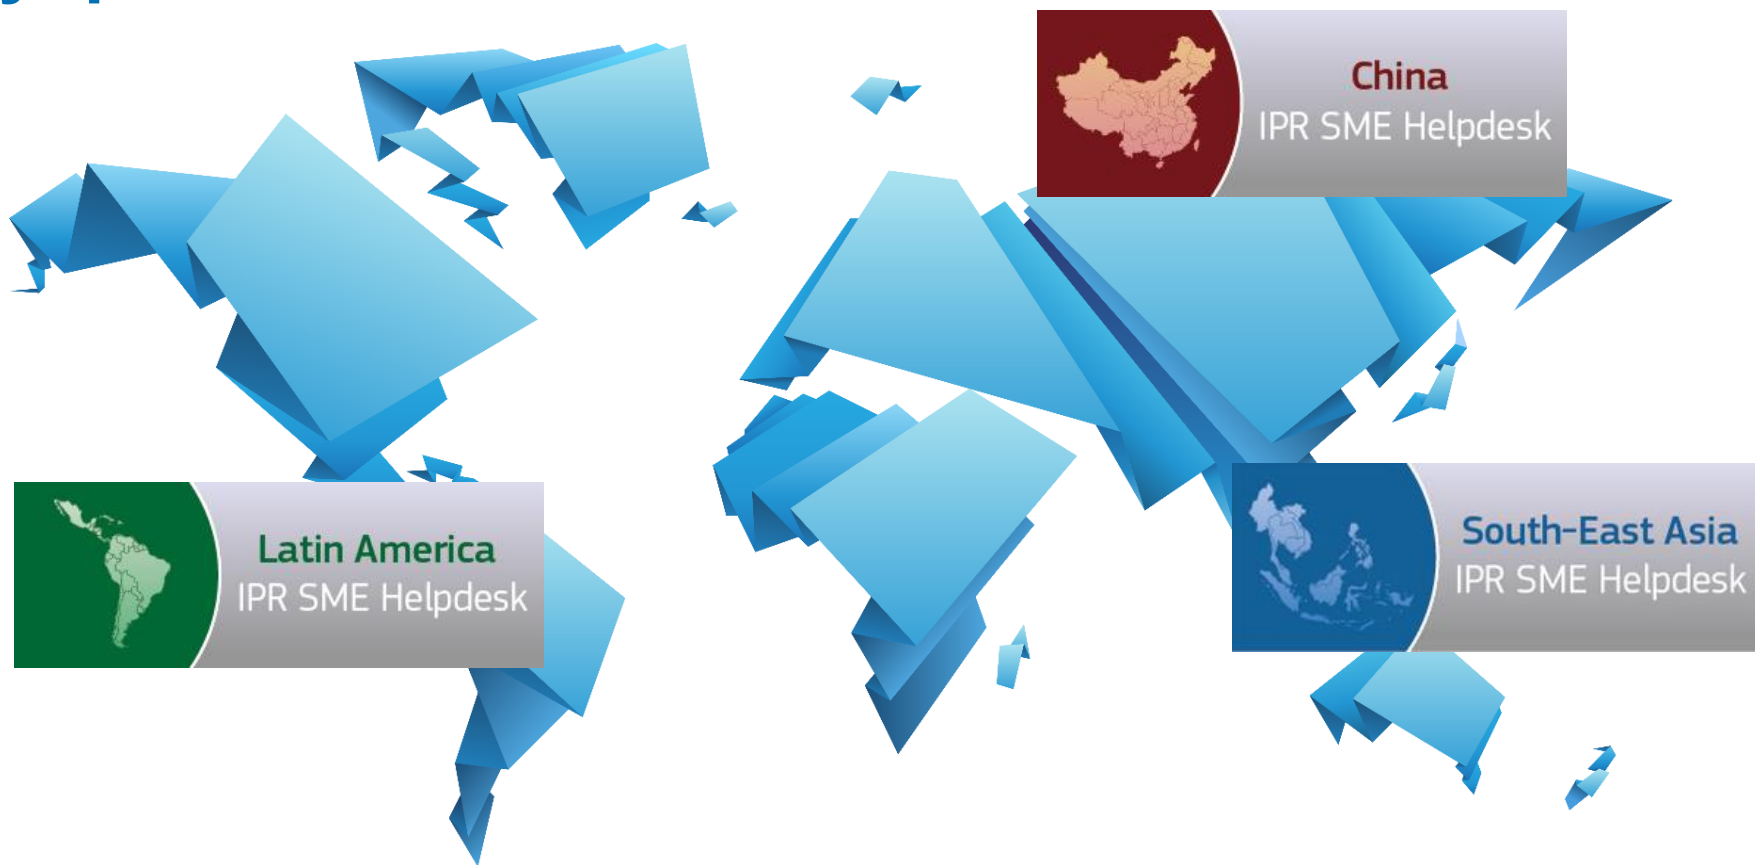 China
IPR SME Helpdesk
Latin America
IPR SME Helpdesk
South-East Asia
IPR SME Helpdesk